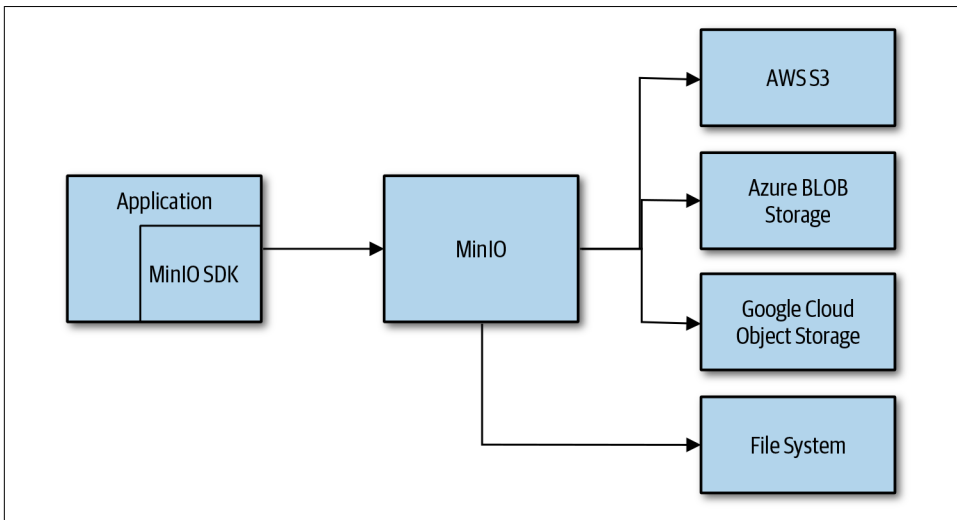 Application
MinIO SDK
MinIO
AWS S3
Azure BLOB
Storage
Google Cloud
Object Storage
File System